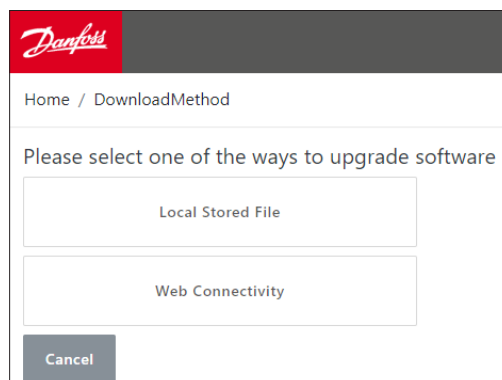 Danfoss
Home / DownloadMethod
Please select one of the ways to upgrade software
Local Stored File
Web Connectivity
Cancel